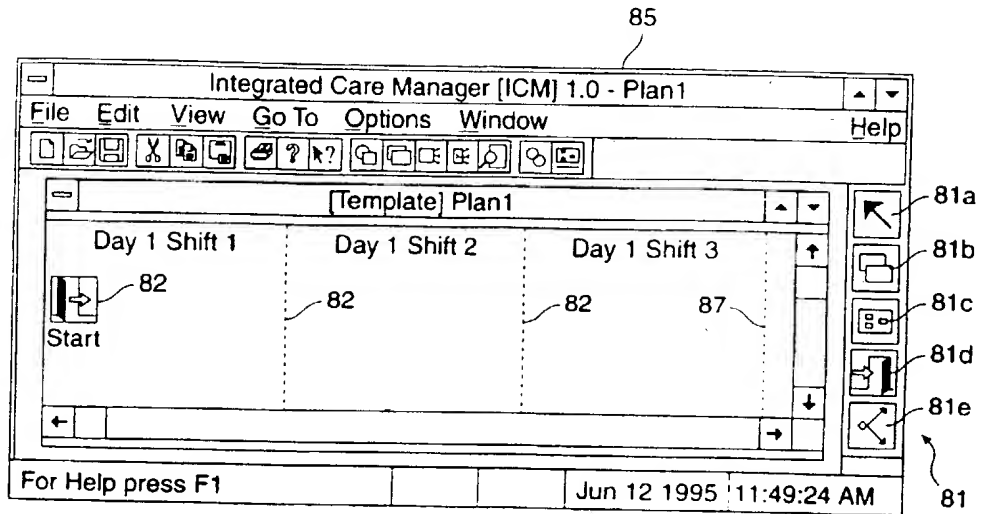 85
Integrated Care Manager [ICM] 1.0 - Plan1
File Edit View Go To Options Window Help
? ?
[Template] Plan1
Day 1 Shift 1 Day 1 Shift 2 Day 1 Shift 3
82 82 82 87
Start
81a
81b
81c
81d
81e
81
For Help press F1 Jun 12 1995 11:49:24 AM